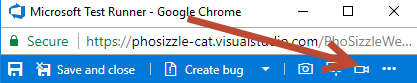 Microsoft Test Runner - Google Chrome
Secure https://phosizzle-cat.visualstudio.com/PhoSizzleWe
Save and close Create bug